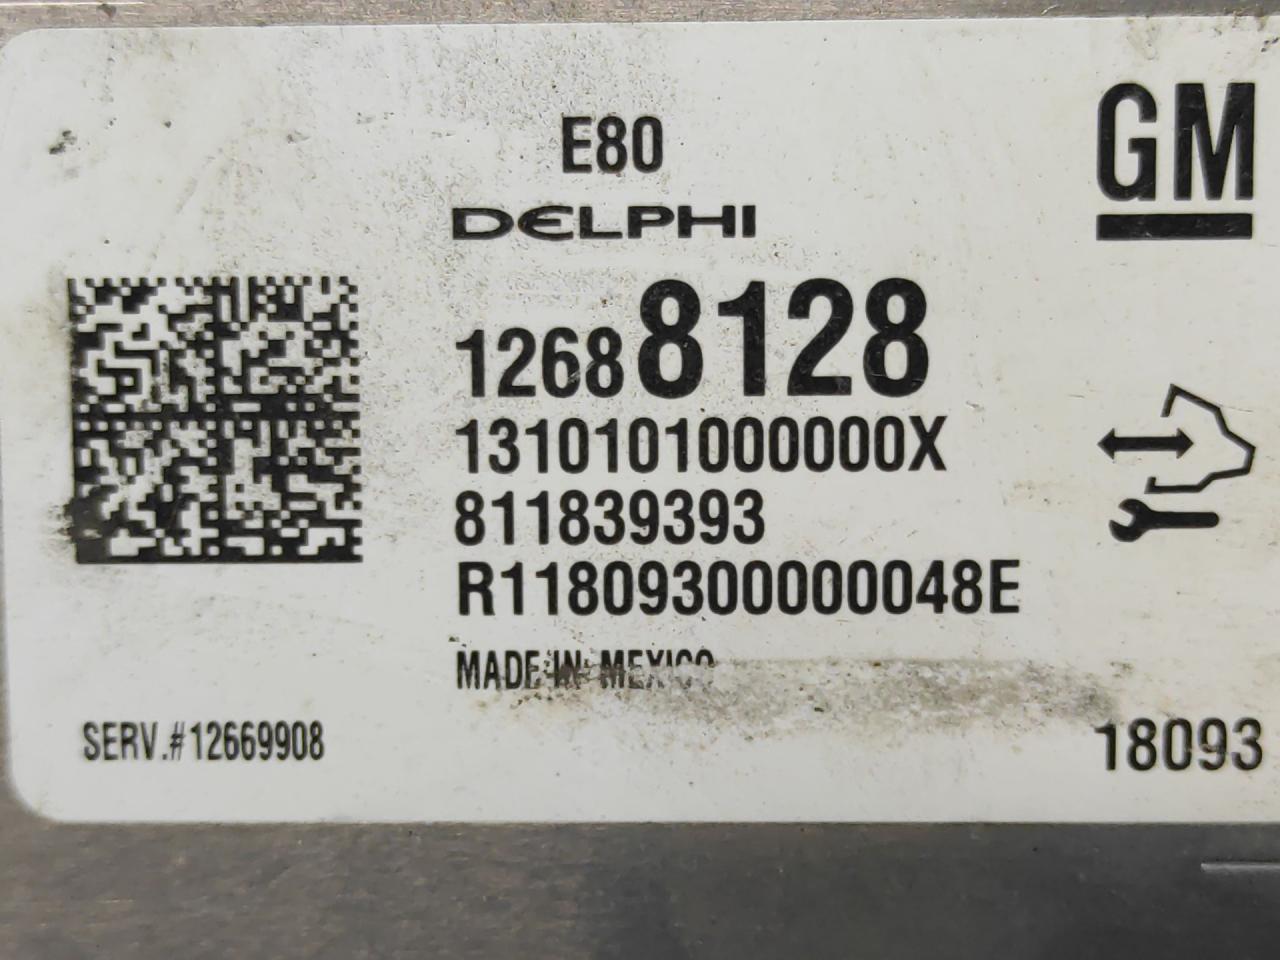 E80
GM
DELPHI
12688128
1310101000000X
811839393
R11809300000048E
MADE IN MEXICO
SERV.#12669908
18093